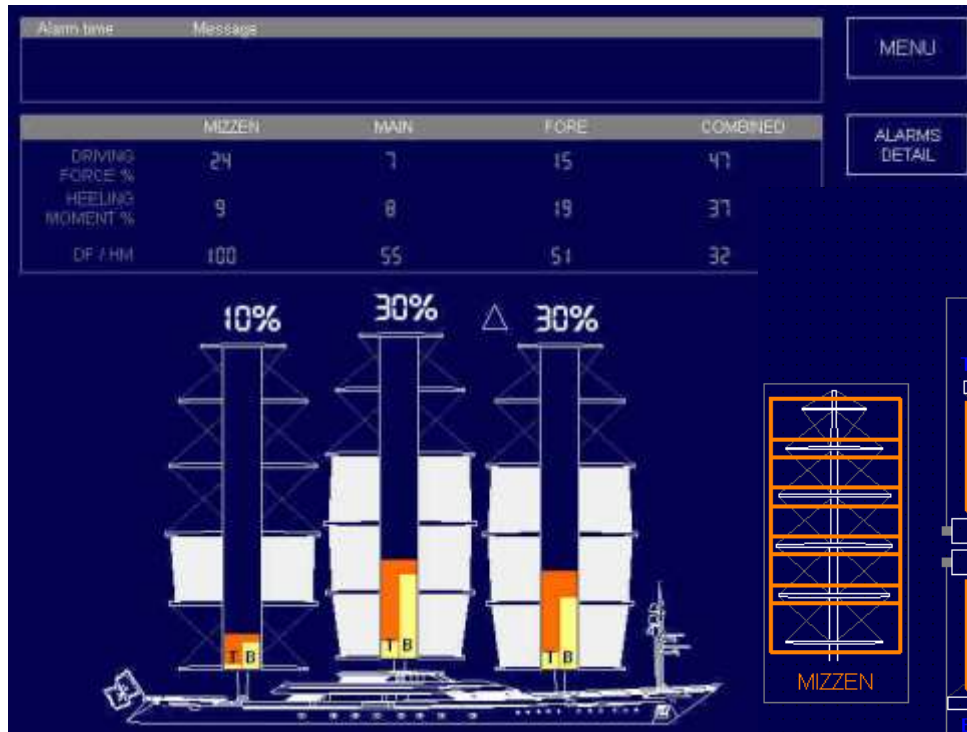 Alarm time Message
MENU
ALARMS
DETAIL
MIZZEN MAIN FORE COMBINED
DRIVING
FORCE % 24 7 15 47
HEELING
MOMENT % 9 8 19 37
DF / HM 100 55 51 32
10% 30% 30%
T B T B T B
MIZZEN